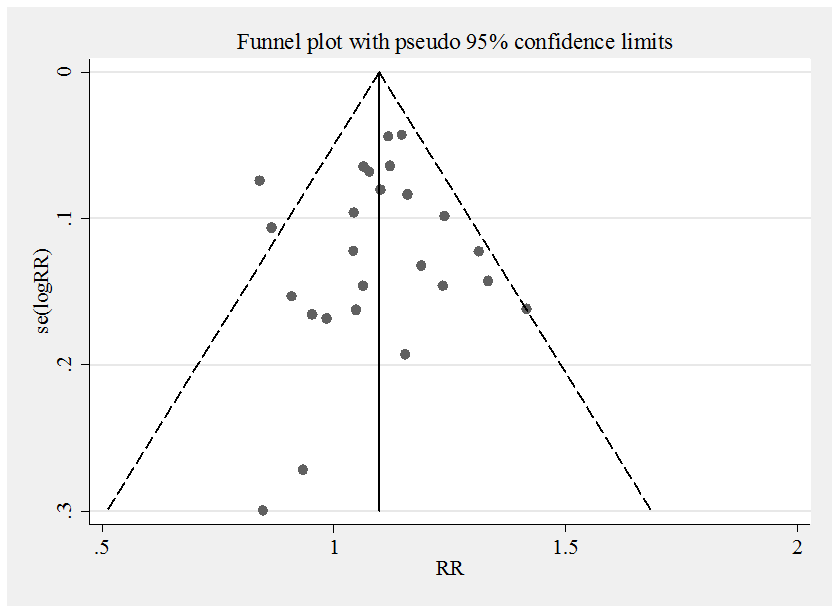 Funnel plot with pseudo 95% confidence limits
0
.1
.2
.3
se(logRR)
.5
1
1.5
2
RR